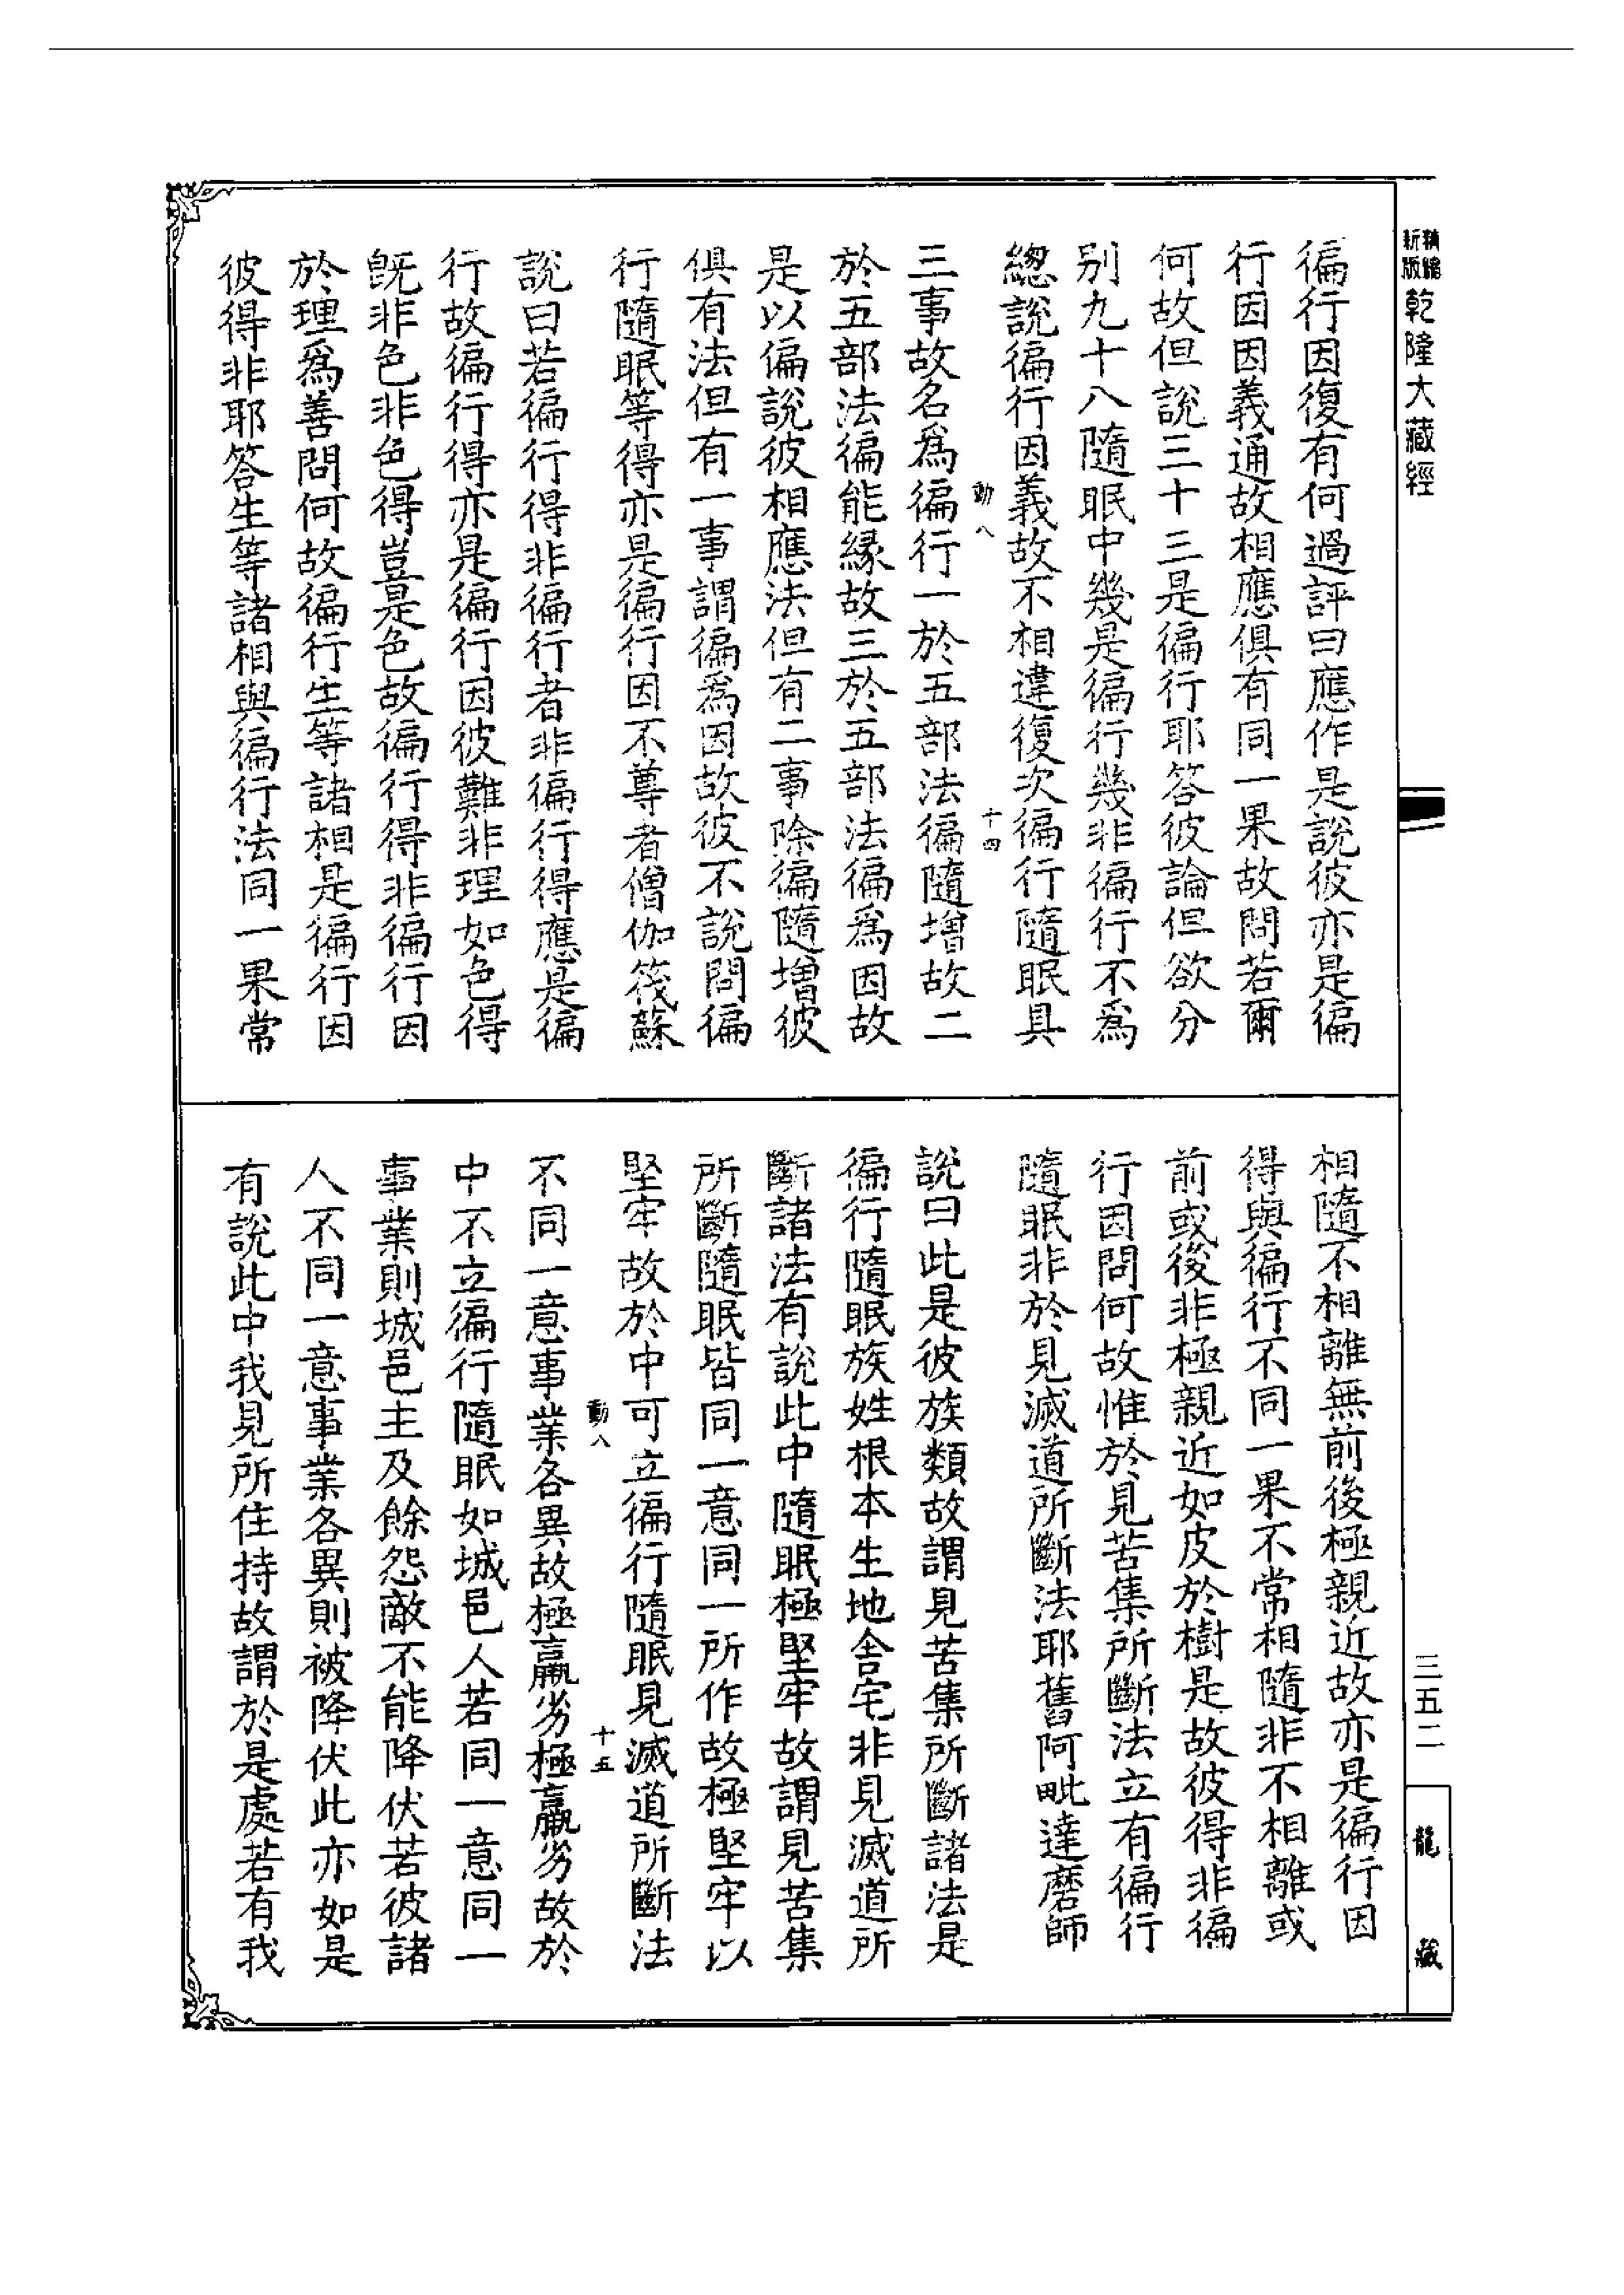 精縮
新版
乾隆大藏經
徧行因復有何過評曰應作是說彼亦是徧
行因因義通故相應俱有同一果故問若爾
何故但說三十三是徧行耶答彼論但欲分
别九十八隨眠中幾是徧行幾非徧行不爲
緫說徧行因義故不相違復次徧行隨眠具
動八
十四
三事故名爲徧行一於五部法徧隨增故二
於五部法徧能緣故三於五部法徧爲因故
是以偏說彼相應法但有二事除徧隨增彼
俱有法但有一事謂徧爲因故彼不說問徧
行隨眠等得亦是徧行因不尊者僧伽筏蘇
說曰若徧行得非徧行者非徧行得應是徧
行故徧行得亦是徧行因彼難非理如色得
旣非色非色得豈是色故徧行得非徧行因
於理爲善問何故徧行生等諸相是徧行因
彼得非耶答生等諸相與徧行法同一果常
相隨不相離無前後極親近故亦是徧行因
得與徧行不同一果不常相隨非不相離或
前或後非極親近如皮於樹是故彼得非徧
行因問何故惟於見苦集所斷法立有徧行
隨眠非於見滅道所斷法耶舊阿毗達磨師
說曰此是彼族類故謂見苦集所斷諸法是
徧行隨眠族姓根本生地舍宅非見滅道所
斷諸法有說此中隨眠極堅牢故謂見苦集
所斷隨眠皆同一意同一所作故極堅牢以
堅牢故於中可立徧行隨眠見滅道所斷法
動八
十五
不同一意事業各異故極羸劣極羸劣故於
中不立徧行隨眠如城邑人若同一意同一
事業則城邑主及餘怨敵不能降伏若彼諸
人不同一意事業各異則被降伏此亦如是
有說此中我見所住持故謂於是處若有我
三五二
龍藏